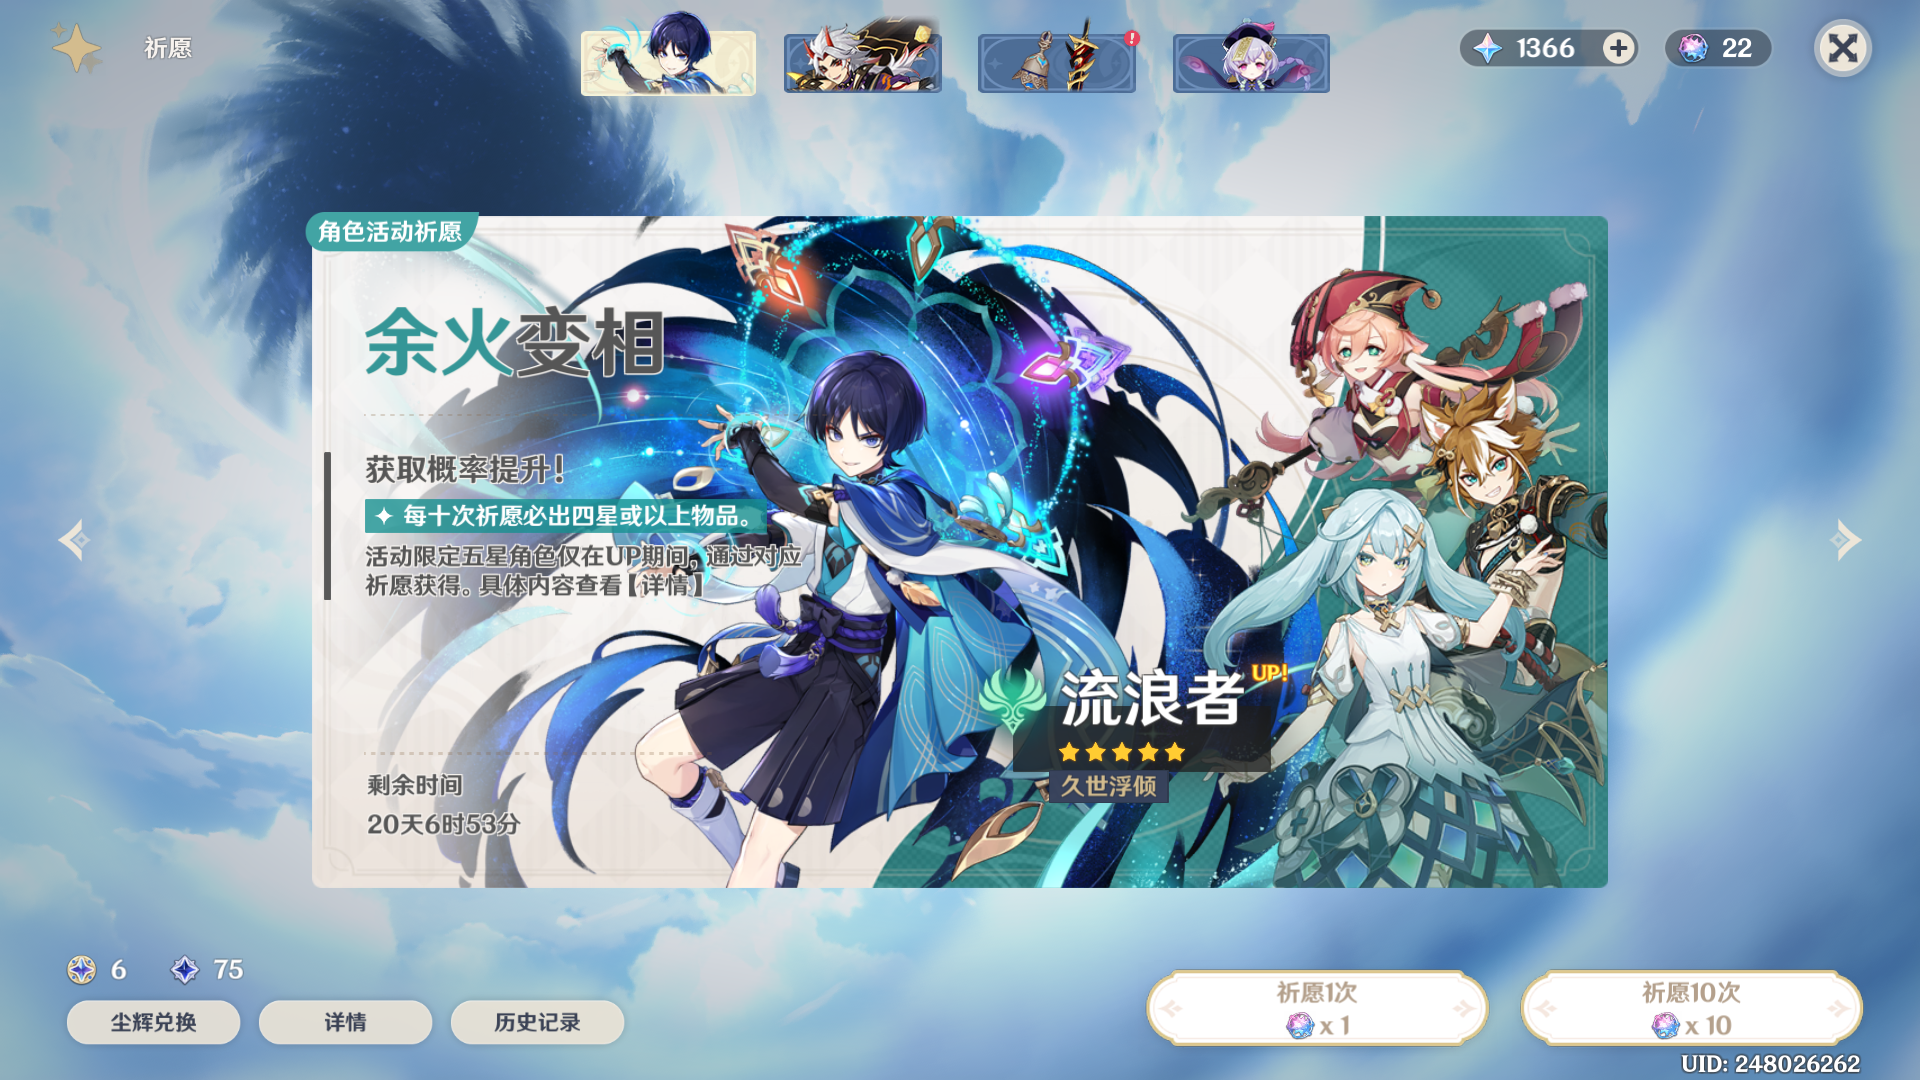 祈愿
1366
22
角色活动祈愿
余火变相
获取概率提升！
每十次祈愿必出四星或以上物品。
活动限定五星角色仅在UP期间，通过对应
祈愿获得。具体内容查看【详情】
流浪者
UP!
久世浮倾
剩余时间
20天6时53分
6
75
尘辉兑换
详情
历史记录
祈愿1次
x 1
祈愿10次
x 10
UID: 248026262